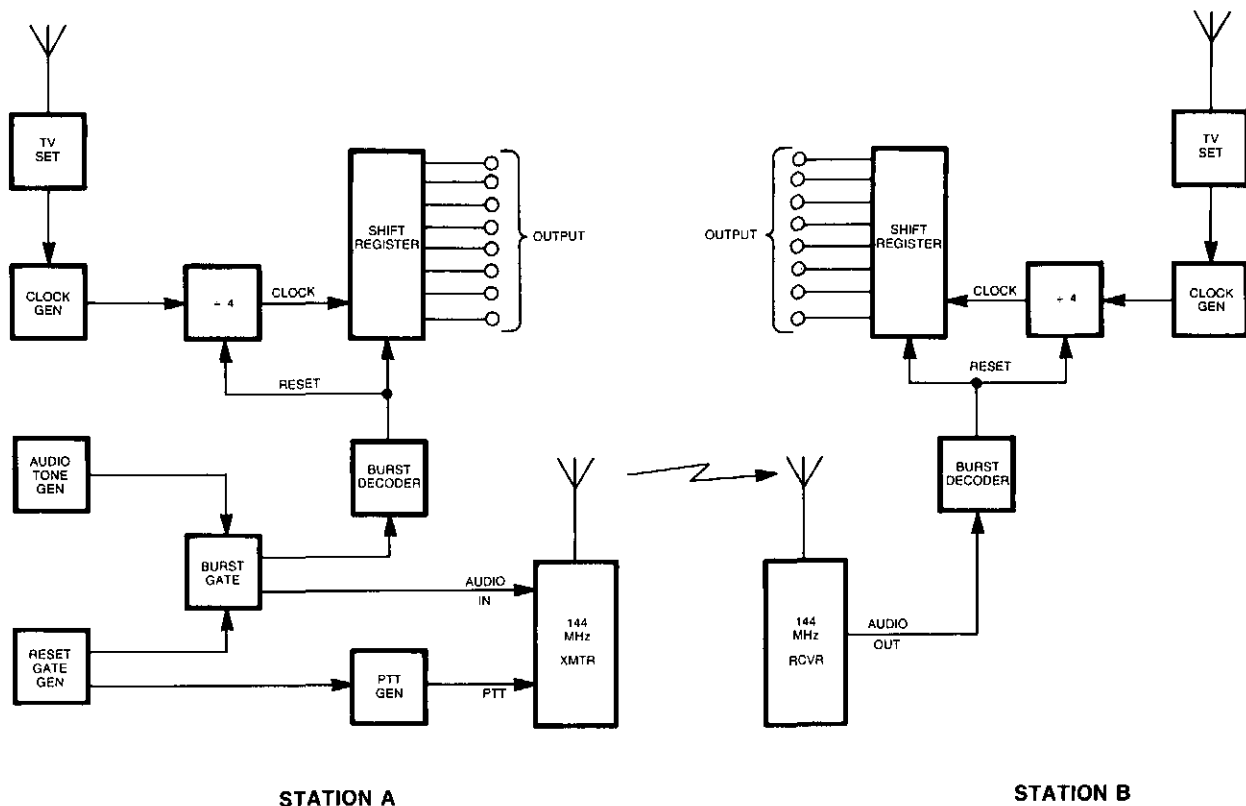 TV
SET
CLOCK
GEN
÷ 4
CLOCK
SHIFT
REGISTER
OUTPUT
RESET
AUDIO
TONE
GEN
BURST
DECODER
BURST
GATE
AUDIO
IN
RESET
GATE
GEN
PTT
GEN
PTT
144
MHz
XMTR
STATION A
TV
SET
OUTPUT
SHIFT
REGISTER
CLOCK
÷ 4
CLOCK
GEN
RESET
BURST
DECODER
144
MHz
RCVR
AUDIO
OUT
STATION B